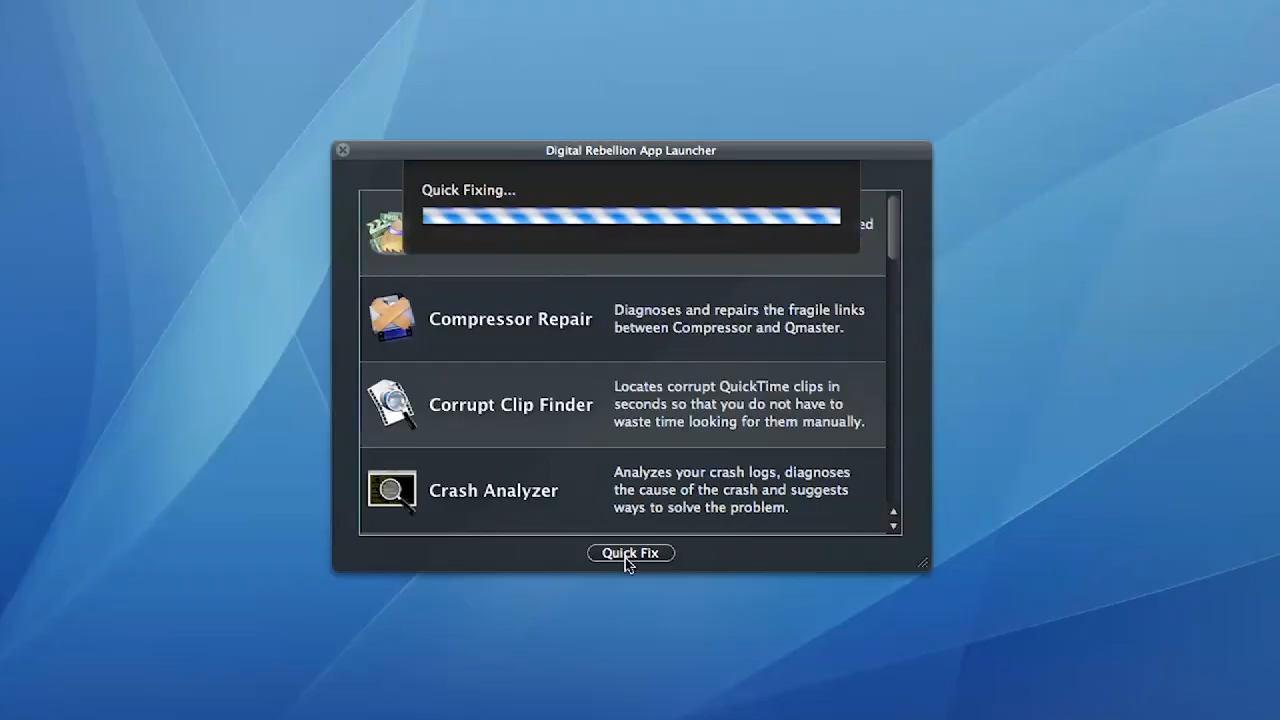 Digital Rebellion App Launcher
Quick Fixing...
ed
Compressor Repair
Diagnoses and repairs the fragile links
between Compressor and Qmaster.
Corrupt Clip Finder
Locates corrupt QuickTime clips in
seconds so that you do not have to
waste time looking for them manually.
Crash Analyzer
Analyzes your crash logs, diagnoses
the cause of the crash and suggests
ways to solve the problem.
Quick Fix